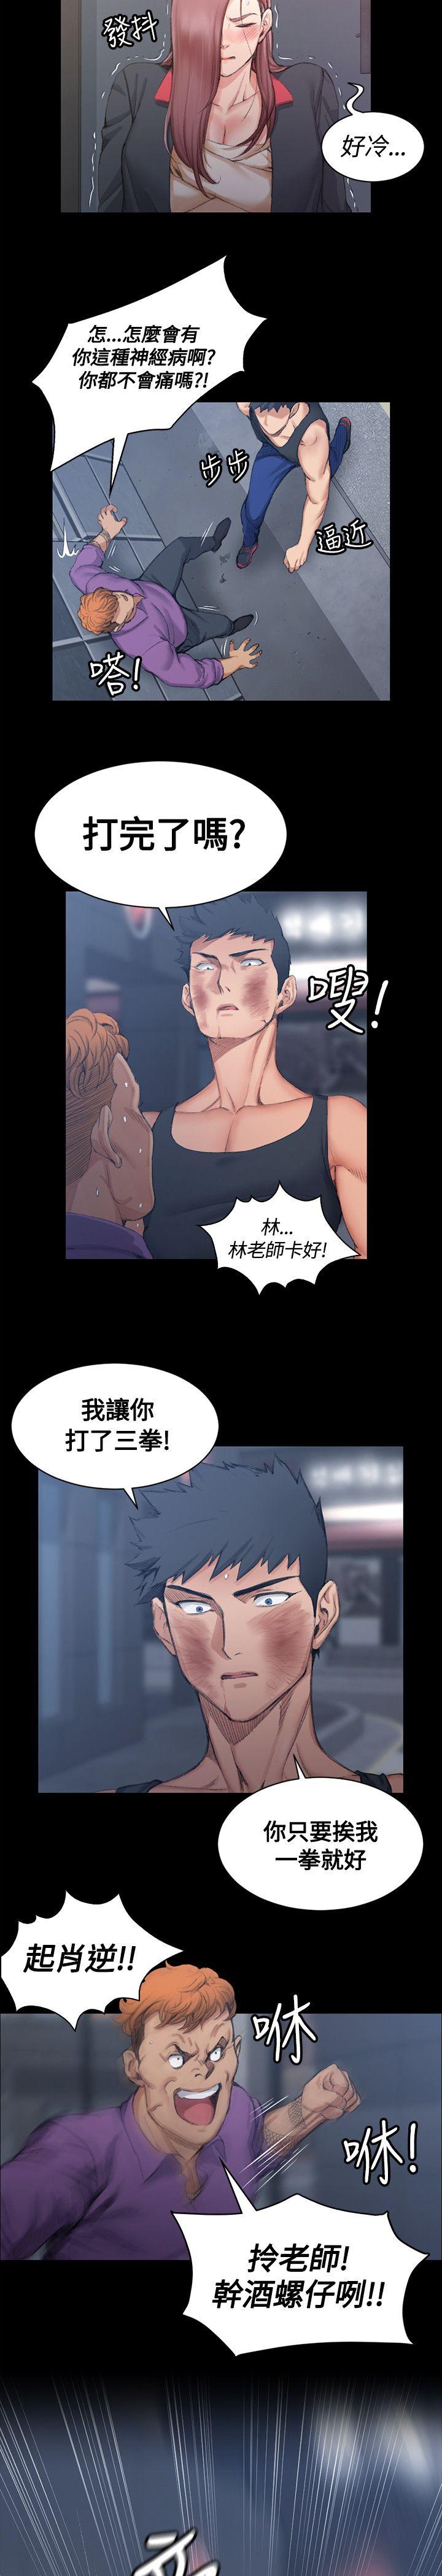 發抖
好冷...
怎...怎麼會有
你這種神經病啊?
你都不會痛嗎?!
步步
逼近
嗒!
打完了嗎?
嗖!
林...
林老師卡好!
我讓你
打了三拳!
你只要挨我
一拳就好
起肖逆!!
咻
咻!
拎老師!
幹酒螺仔咧!!